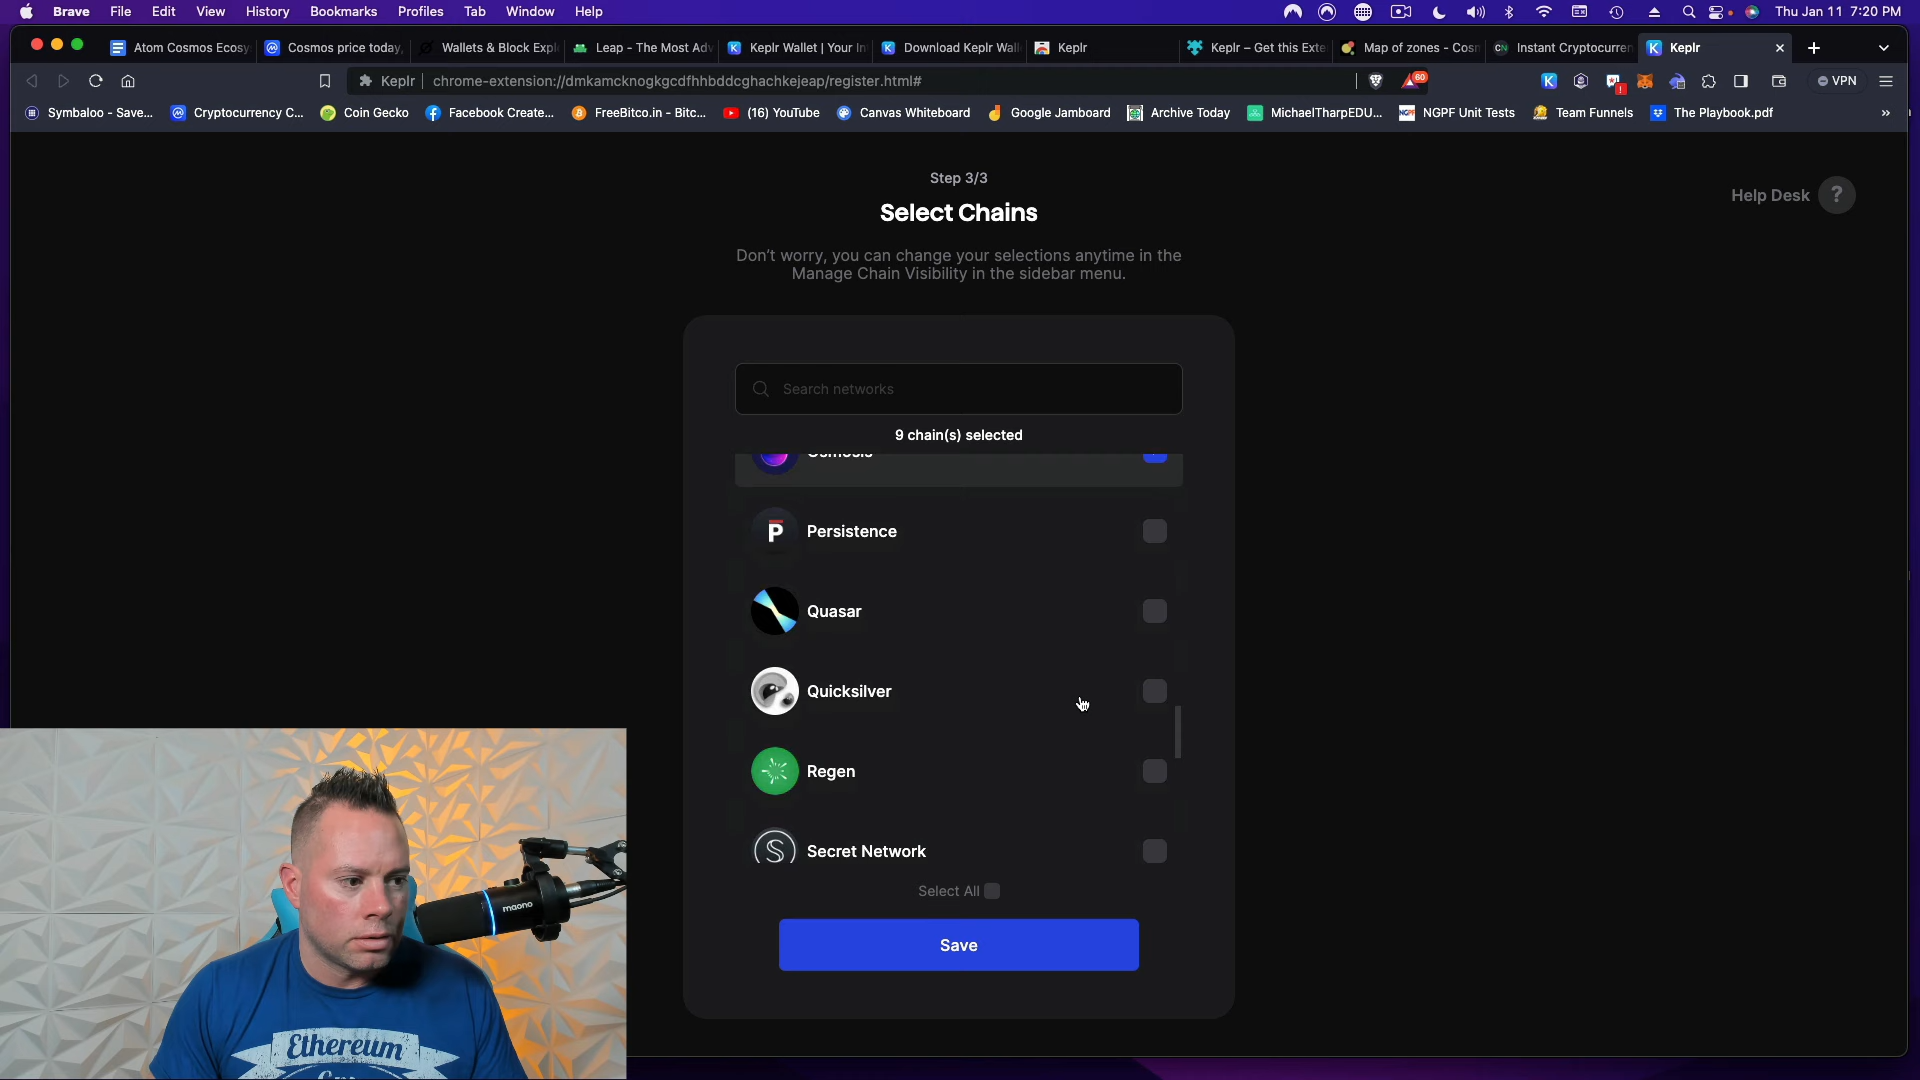 Brave File Edit View History Bookmarks Profiles Tab Window Help Thu Jan 11 7:20 PM
Atom Cosmos Ecosy Cosmos price today, Wallets & Block Expl Leap - The Most Adv Keplr Wallet | Your In Download Keplr Wall Keplr Keplr – Get this Exte Map of zones - Cosm Instant Cryptocurren Keplr
Keplr chrome-extension://dmkamcknogkgcdfhhbddcghachkejeap/register.html# 60 VPN
Symbaloo - Save... Cryptocurrency C... Coin Gecko Facebook Create... FreeBitco.in - Bitc... (16) YouTube Canvas Whiteboard Google Jamboard Archive Today MichaelTharpEDU... NGPF Unit Tests Team Funnels The Playbook.pdf »
Step 3/3
Select Chains
Help Desk ?
Don't worry, you can change your selections anytime in the
Manage Chain Visibility in the sidebar menu.
Search networks
9 chain(s) selected
Osmosis
Persistence
Quasar
Quicksilver
Regen
Secret Network
Select All
Save
maono
Ethereum